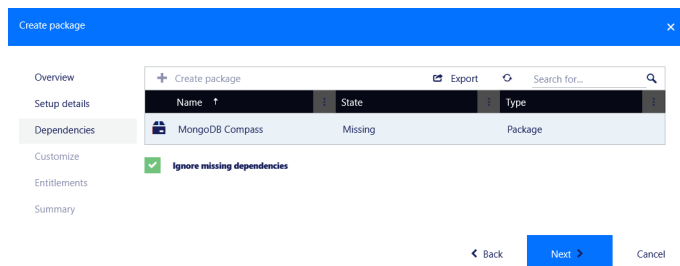 Create package
Overview
Setup details
Dependencies
Customize
Entitlements
Summary
Create package Export Search for...
Name State Type
MongoDB Compass Missing Package
Ignore missing dependencies
Back Next Cancel